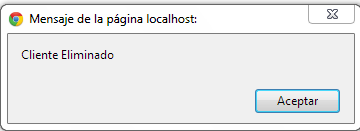 Mensaje de la página localhost:
Cliente Eliminado
Aceptar